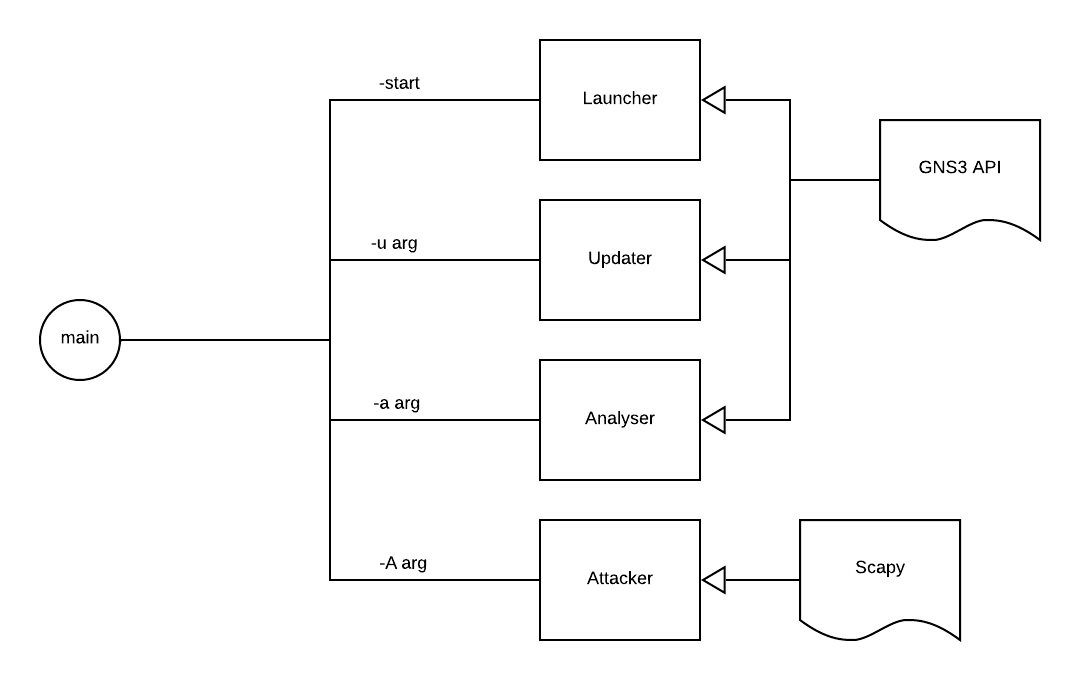 -start
Launcher
GNS3 API
-u arg
Updater
main
-a arg
Analyser
-A arg
Attacker
Scapy